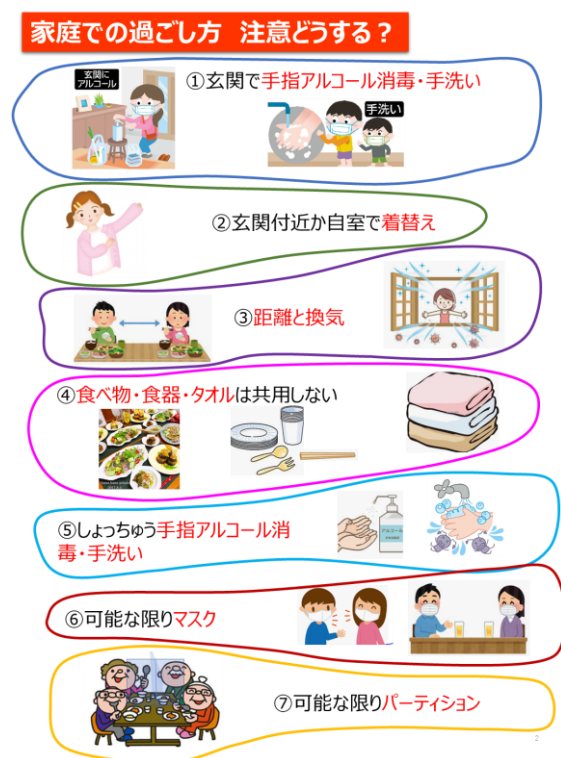 家庭での過ごし方 注意どうする？
玄関に
アルコール
①玄関で手指アルコール消毒・手洗い
手洗い
②玄関付近か自室で着替え
③距離と換気
④食べ物・食器・タオルは共用しない
⑤しょっちゅう手指アルコール消
毒・手洗い
アルコール
⑥可能な限りマスク
⑦可能な限りパーティション
2